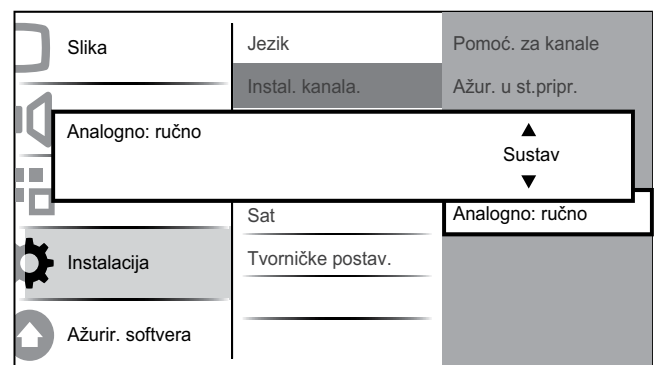 Slika
Jezik
Pomoć. za kanale
Instal. kanala.
Ažur. u st.pripr.
Analogno: ručno
Sustav
Sat
Analogno: ručno
Instalacija
Tvorničke postav.
Ažurir. softvera